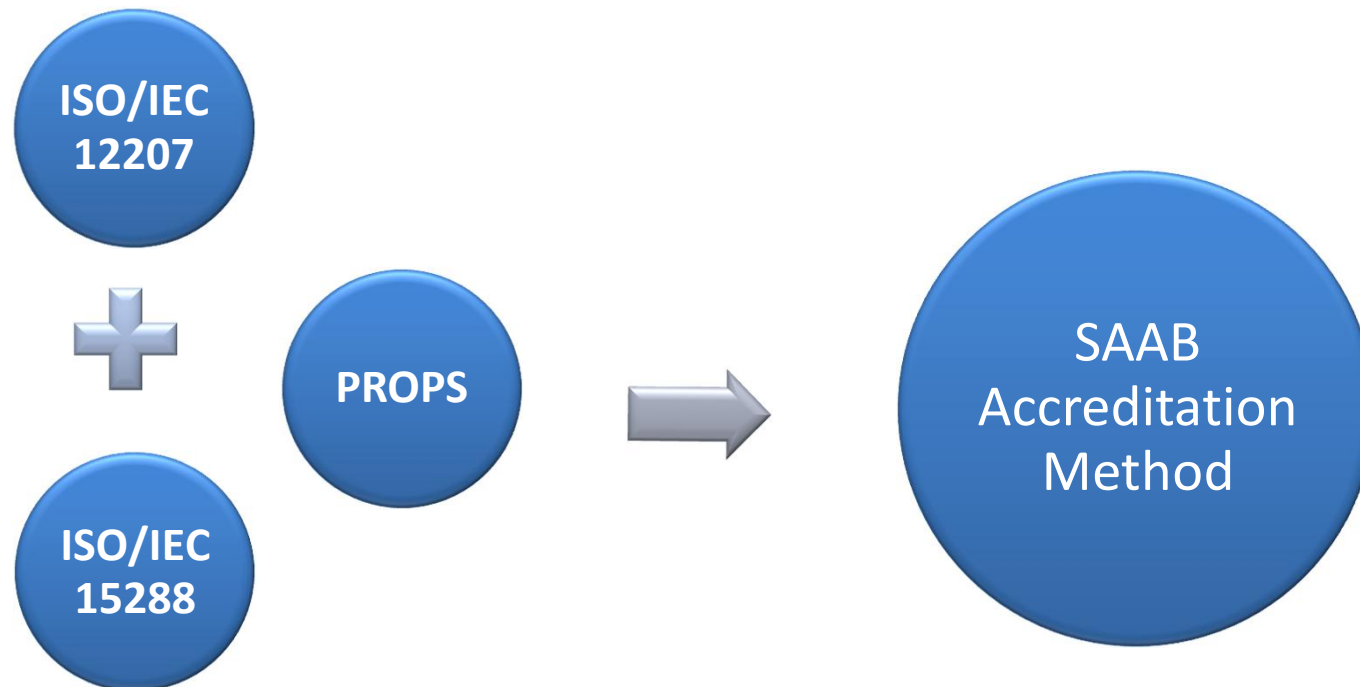 ISO/IEC
12207
PROPS
ISO/IEC
15288
SAAB
Accreditation
Method